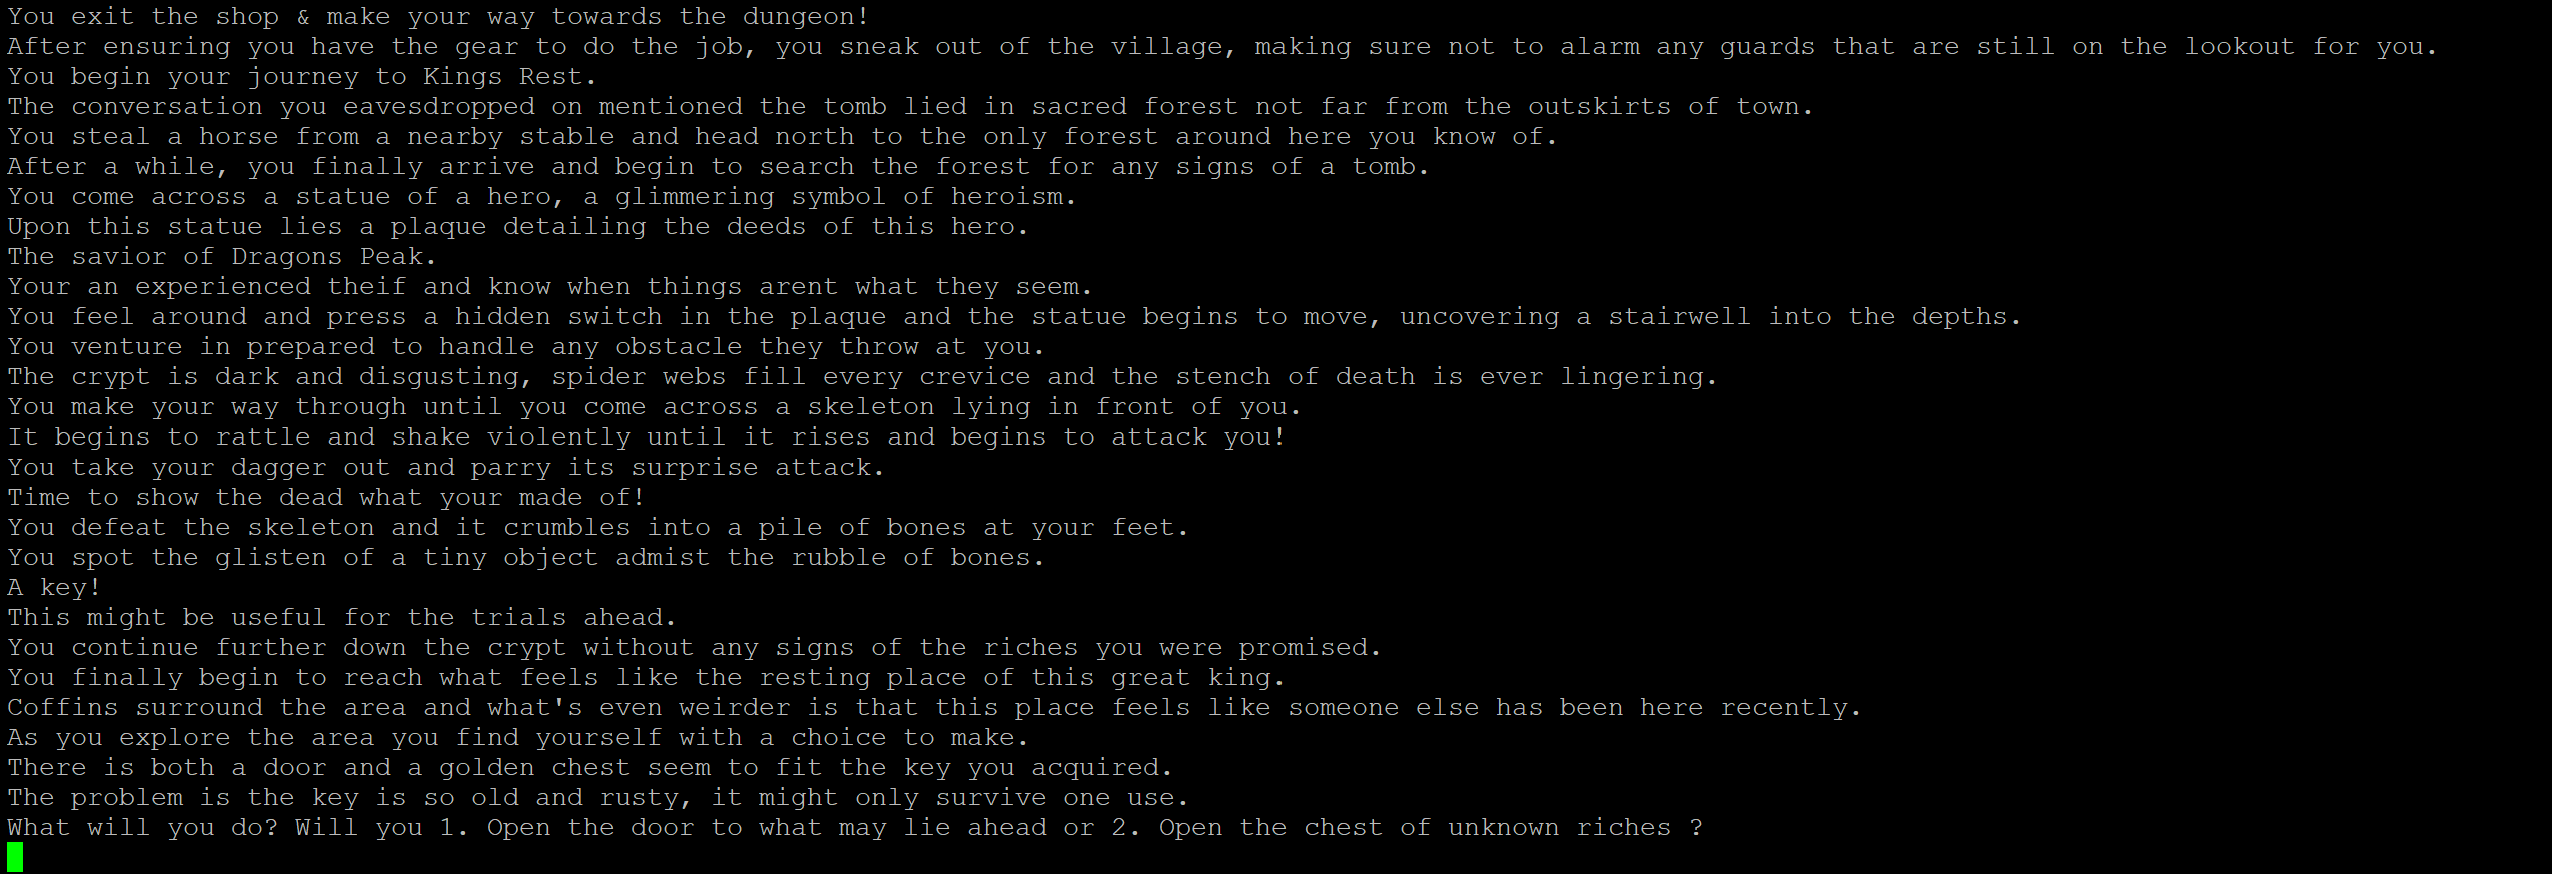 You exit the shop & make your way towards the dungeon!
After ensuring you have the gear to do the job, you sneak out of the village, making sure not to alarm any guards that are still on the lookout for you.
You begin your journey to Kings Rest.
The conversation you eavesdropped on mentioned the tomb lied in sacred forest not far from the outskirts of town.
You steal a horse from a nearby stable and head north to the only forest around here you know of.
After a while, you finally arrive and begin to search the forest for any signs of a tomb.
You come across a statue of a hero, a glimmering symbol of heroism.
Upon this statue lies a plaque detailing the deeds of this hero.
The savior of Dragons Peak.
Your an experienced theif and know when things arent what they seem.
You feel around and press a hidden switch in the plaque and the statue begins to move, uncovering a stairwell into the depths.
You venture in prepared to handle any obstacle they throw at you.
The crypt is dark and disgusting, spider webs fill every crevice and the stench of death is ever lingering.
You make your way through until you come across a skeleton lying in front of you.
It begins to rattle and shake violently until it rises and begins to attack you!
You take your dagger out and parry its surprise attack.
Time to show the dead what your made of!
You defeat the skeleton and it crumbles into a pile of bones at your feet.
You spot the glisten of a tiny object admist the rubble of bones.
A key!
This might be useful for the trials ahead.
You continue further down the crypt without any signs of the riches you were promised.
You finally begin to reach what feels like the resting place of this great king.
Coffins surround the area and what's even weirder is that this place feels like someone else has been here recently.
As you explore the area you find yourself with a choice to make.
There is both a door and a golden chest seem to fit the key you acquired.
The problem is the key is so old and rusty, it might only survive one use.
What will you do? Will you 1. Open the door to what may lie ahead or 2. Open the chest of unknown riches ?